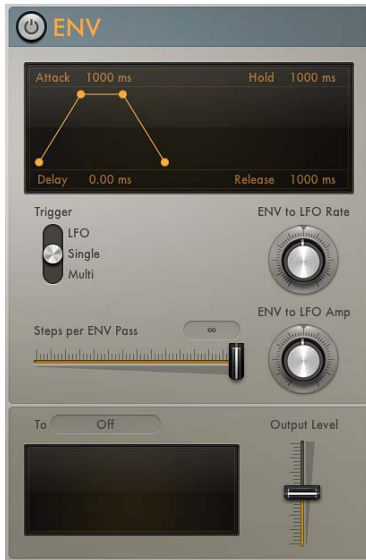 ENV
Attack 1000 ms Hold 1000 ms
Delay 0.00 ms Release 1000 ms
Trigger ENV to LFO Rate
LFO
Single
Multi
ENV to LFO Amp
Steps per ENV Pass ∞
To Off Output Level